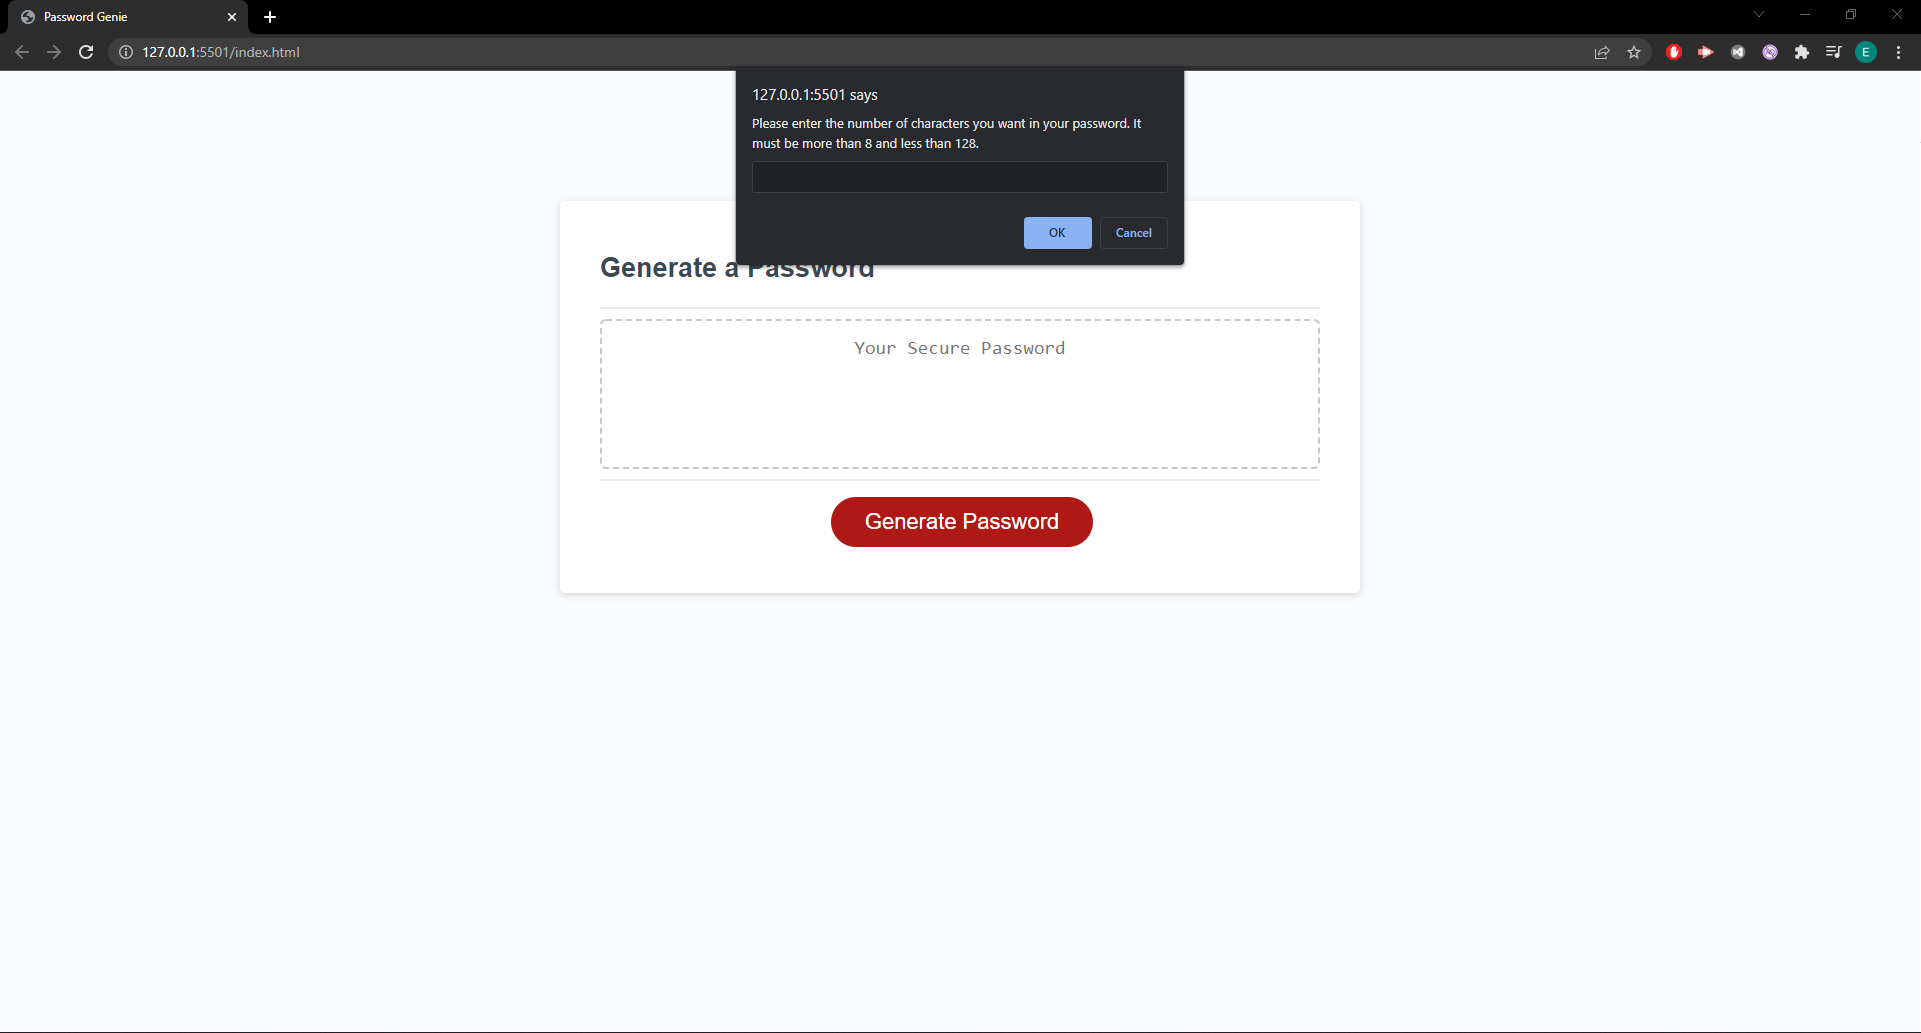 Password Genie
127.0.0.1:5501/index.html
E
127.0.0.1:5501 says
Please enter the number of characters you want in your password. It
must be more than 8 and less than 128.
OK
Cancel
Generate a Password
Your Secure Password
Generate Password